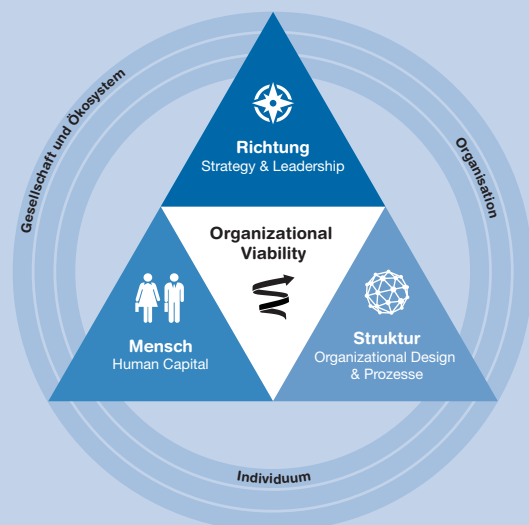 Gesellschaft und Ökosystem
Organisation
Richtung
Strategy & Leadership
Organizational
Viability
Mensch
Human Capital
Struktur
Organizational Design
& Prozesse
Individuum